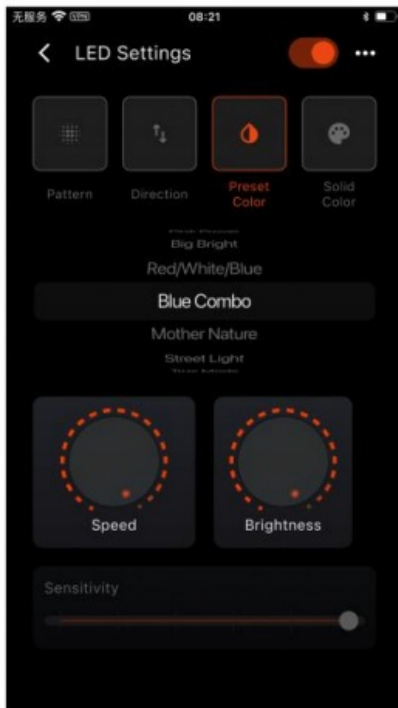 无服务 VPN 08:21
LED Settings
Pattern Direction Preset Color Solid Color
Big Bright
Red/White/Blue
Blue Combo
Mother Nature
Street Light
Speed Brightness
Sensitivity